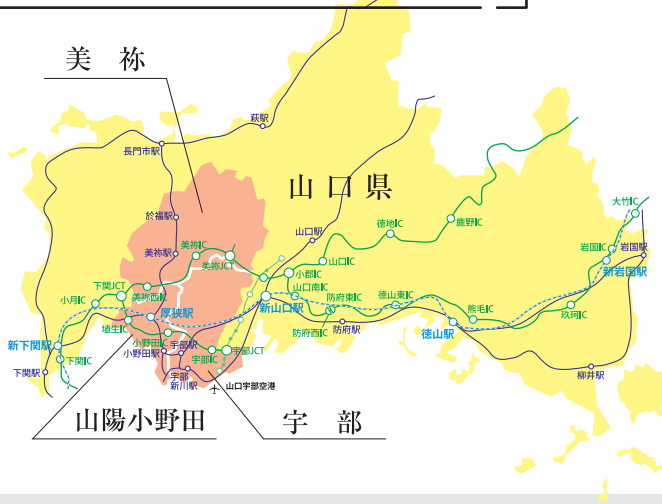 美祢
萩駅
長門市駅
山口県
大竹IC
於福駅
徳地IC
鹿野IC
山口駅
美祢IC
岩国IC
岩国駅
美祢駅
美祢JCT
山口IC
新岩国駅
小郡IC
下関JCT
美祢西IC
山口南IC
小月IC
防府東IC
徳山東IC
新山口駅
厚狭駅
埴生IC
熊毛IC
玖珂IC
防府西IC
防府駅
徳山駅
新下関駅
小野田IC
宇部駅
小野田駅
宇部IC
宇部JCT
下関IC
下関駅
宇部
新川駅
山口宇部空港
柳井駅
山陽小野田
宇部